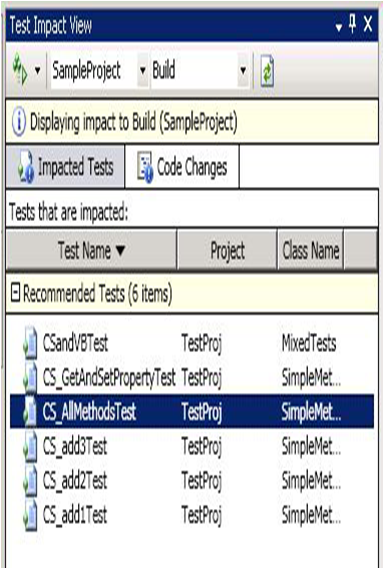 Test Impact View
SampleProject Build
Displaying impact to Build (SampleProject)
Impacted Tests Code Changes
Tests that are impacted:
Test Name Project Class Name
Recommended Tests (6 items)
CSandVBTest TestProj MixedTests
CS_GetAndSetPropertyTest TestProj SimpleMet...
CS_AllMethodsTest TestProj SimpleMet...
CS_add3Test TestProj SimpleMet...
CS_add2Test TestProj SimpleMet...
CS_add1Test TestProj SimpleMet...